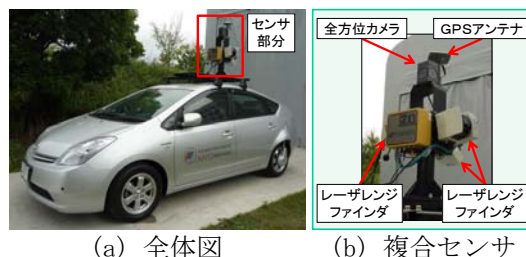 センサ
部分
全方位カメラ
GPSアンテナ
レーザレンジ
ファインダ
レーザレンジ
ファインダ
(a) 全体図
(b) 複合センサ